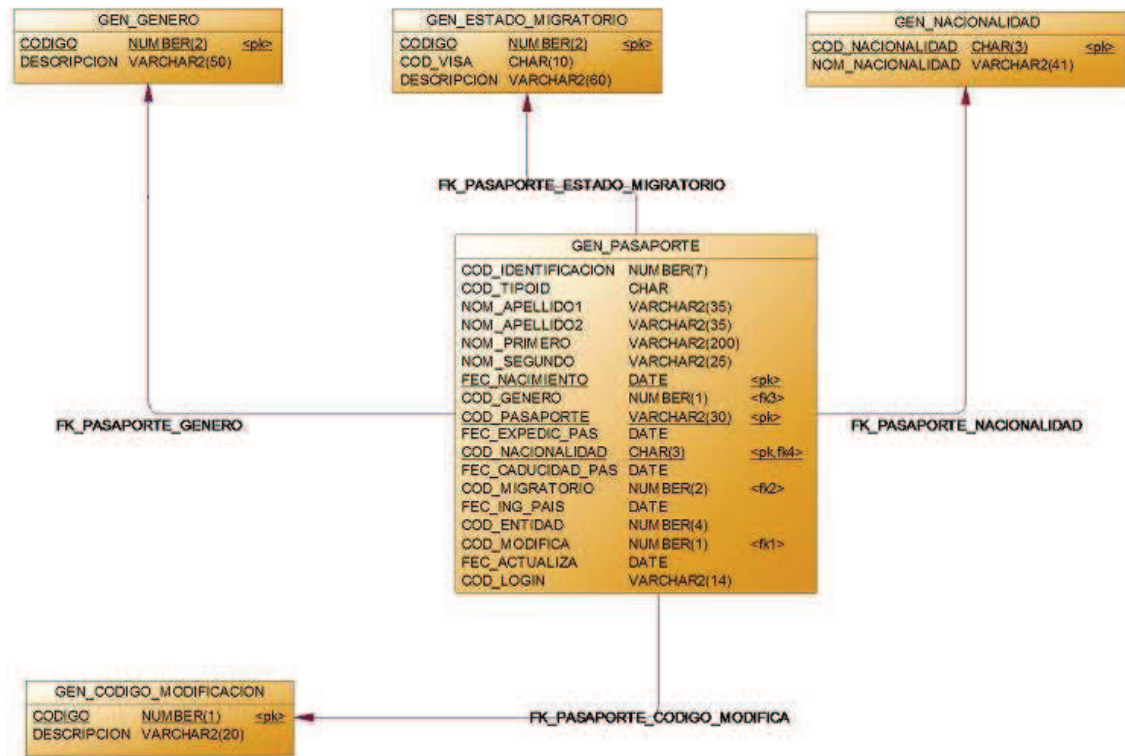 GEN_GENERO
CODIGO NUMBER(2) <pk>
DESCRIPCION VARCHAR2(50)
GEN_ESTADO_MIGRATORIO
CODIGO NUMBER(2) <pk>
COD_VISA CHAR(10)
DESCRIPCION VARCHAR2(60)
GEN_NACIONALIDAD
COD_NACIONALIDAD CHAR(3) <pk>
NOM_NACIONALIDAD VARCHAR2(41)
FK_PASAPORTE_ESTADO_MIGRATORIO
GEN_PASAPORTE
COD_IDENTIFICACION NUMBER(7)
COD_TIPOID CHAR
NOM_APELLIDO1 VARCHAR2(35)
NOM_APELLIDO2 VARCHAR2(35)
NOM_PRIMERO VARCHAR2(200)
NOM_SEGUNDO VARCHAR2(25)
FEC_NACIMIENTO DATE <pk>
COD_GENERO NUMBER(1) <fk3>
COD_PASAPORTE VARCHAR2(30) <pk>
FEC_EXPEDIC_PAS DATE
COD_NACIONALIDAD CHAR(3) <pk,fk4>
FEC_CADUCIDAD_PAS DATE
COD_MIGRATORIO NUMBER(2) <fk2>
FEC_ING_PAIS DATE
COD_ENTIDAD NUMBER(4)
COD_MODIFICA NUMBER(1) <fk1>
FEC_ACTUALIZA DATE
COD_LOGIN VARCHAR2(14)
FK_PASAPORTE_GENERO
FK_PASAPORTE_NACIONALIDAD
GEN_CODIGO_MODIFICACION
CODIGO NUMBER(1) <pk>
DESCRIPCION VARCHAR2(20)
FK_PASAPORTE_CODIGO_MODIFICA